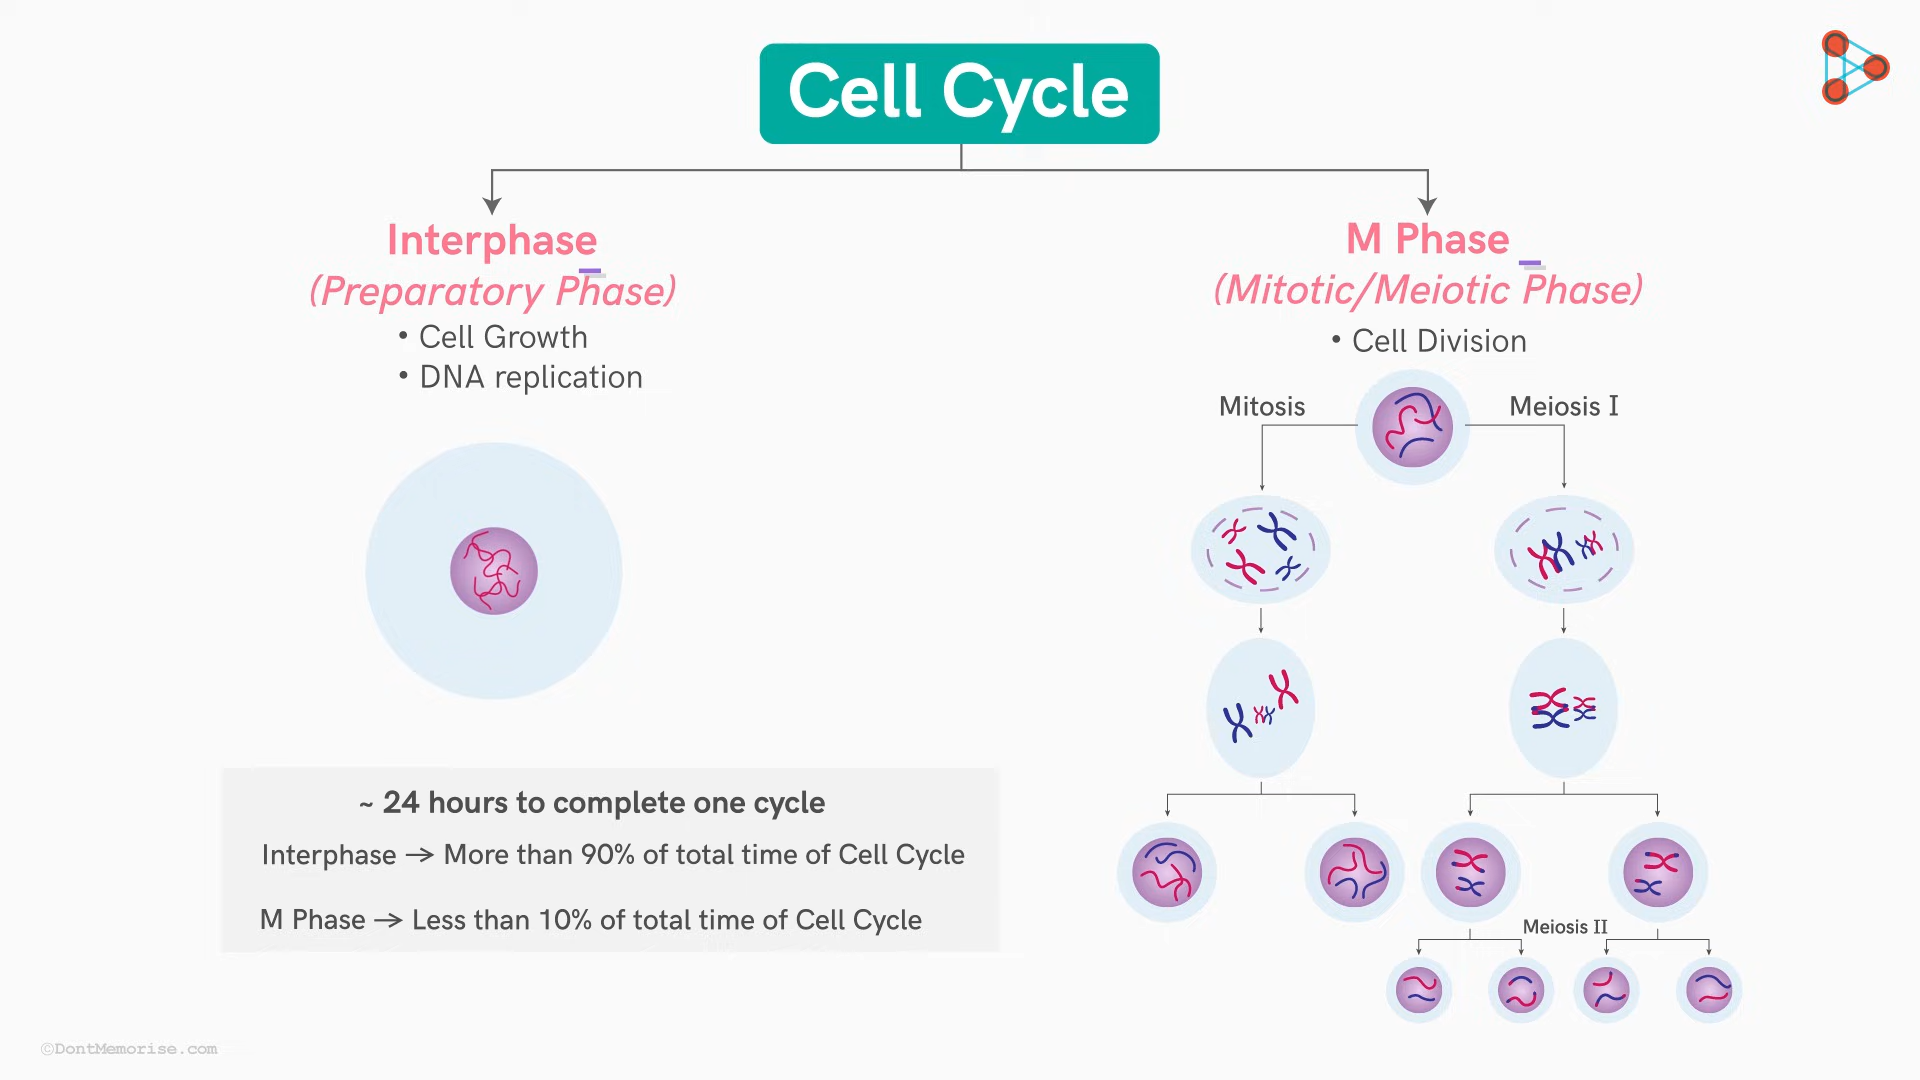 Cell Cycle
Interphase
(Preparatory Phase)
• Cell Growth
• DNA replication
M Phase
(Mitotic/Meiotic Phase)
• Cell Division
Mitosis
Meiosis I
Meiosis II
~ 24 hours to complete one cycle
Interphase → More than 90% of total time of Cell Cycle
M Phase → Less than 10% of total time of Cell Cycle
©DontMemorise.com